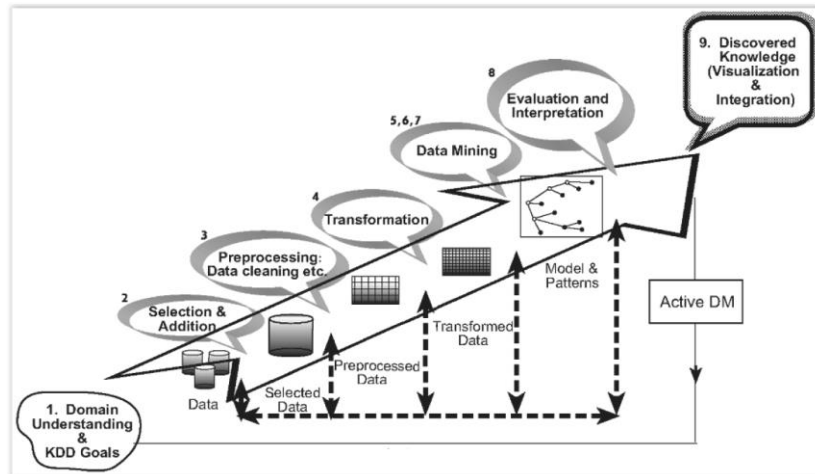 9. Discovered
Knowledge
(Visualization
&
Integration)
8
Evaluation and
Interpretation
5,6,7
Data Mining
4
Transformation
3
Preprocessing:
Data cleaning etc.
2
Selection &
Addition
Model &
Patterns
Active DM
Transformed
Data
Preprocessed
Data
Selected
Data
Data
1. Domain
Understanding
&
KDD Goals